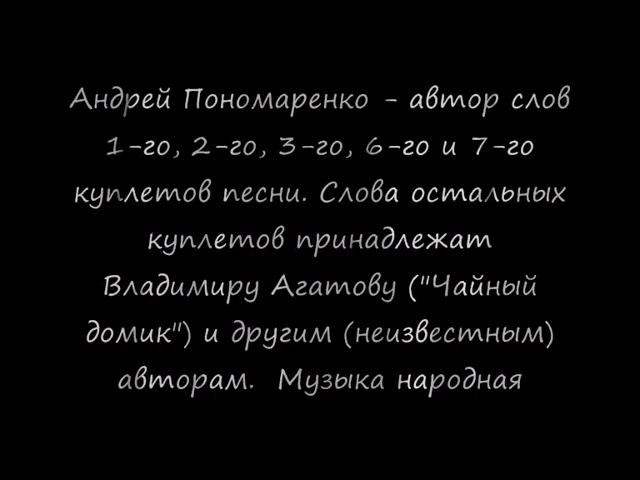 Андрей Пономаренко - автор слов
1-го, 2-го, 3-го, 6-го и 7-го
куплетов песни. Слова остальных
куплетов принадлежат
Владимиру Агатову ("Чайный
домик") и другим (неизвестным)
авторам. Музыка народная